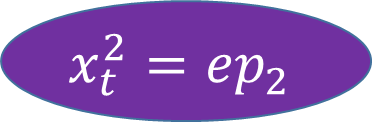 $x_t^2 = ep_2$